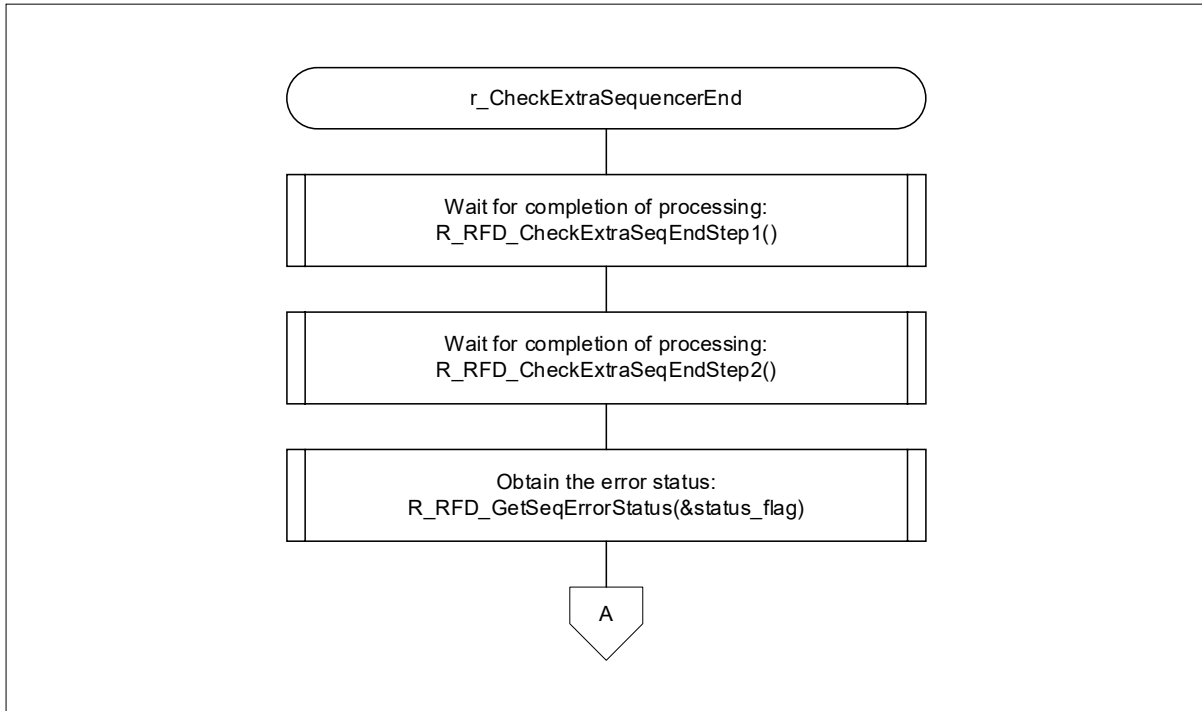 r_CheckExtraSequencerEnd
Wait for completion of processing:
R_RFD_CheckExtraSeqEndStep1()
Wait for completion of processing:
R_RFD_CheckExtraSeqEndStep2()
Obtain the error status:
R_RFD_GetSeqErrorStatus(&status_flag)
A